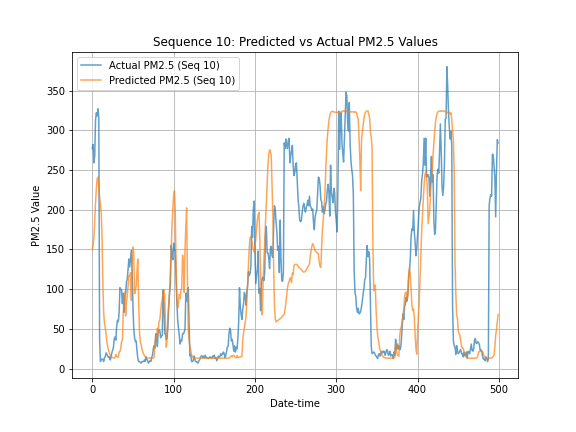 Sequence 10: Predicted vs Actual PM2.5 Values
Actual PM2.5 (Seq 10)
Predicted PM2.5 (Seq 10)
350
300
250
200
150
100
50
0
PM2.5 Value
0 100 200 300 400 500
Date-time